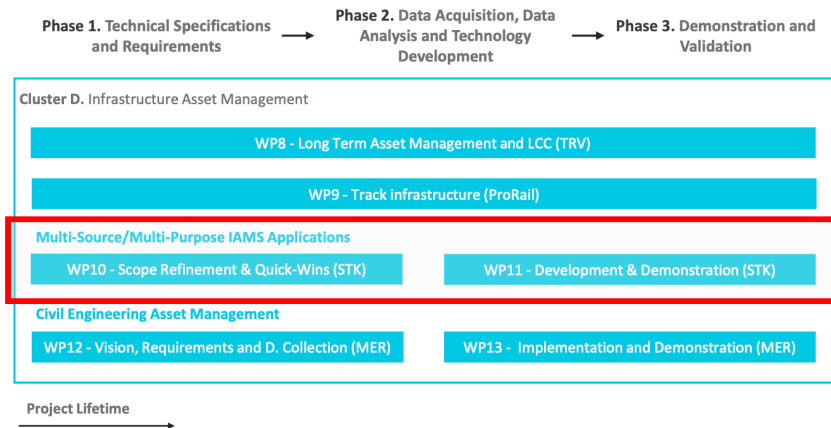 Phase 1. Technical Specifications
and Requirements
Phase 2. Data Acquisition, Data
Analysis and Technology
Development
Phase 3. Demonstration and
Validation
Cluster D. Infrastructure Asset Management
WP8 - Long Term Asset Management and LCC (TRV)
WP9 - Track infrastructure (ProRail)
Multi-Source/Multi-Purpose IAMS Applications
WP10 - Scope Refinement & Quick-Wins (STK)
WP11 - Development & Demonstration (STK)
Civil Engineering Asset Management
WP12 - Vision, Requirements and D. Collection (MER)
WP13 - Implementation and Demonstration (MER)
Project Lifetime